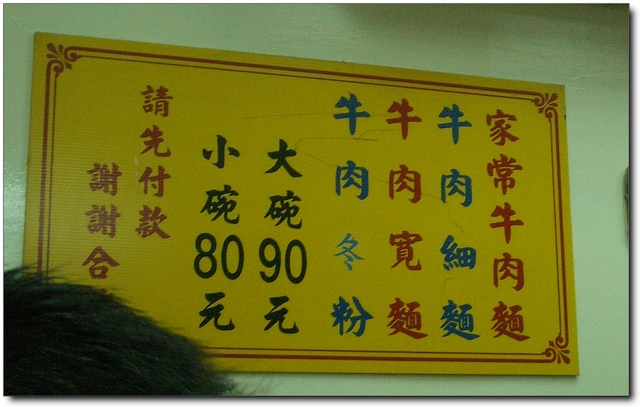 家常牛肉麵
牛肉細麵
牛肉寬麵
牛肉冬粉
大碗90元
小碗80元
請先付款
謝謝合